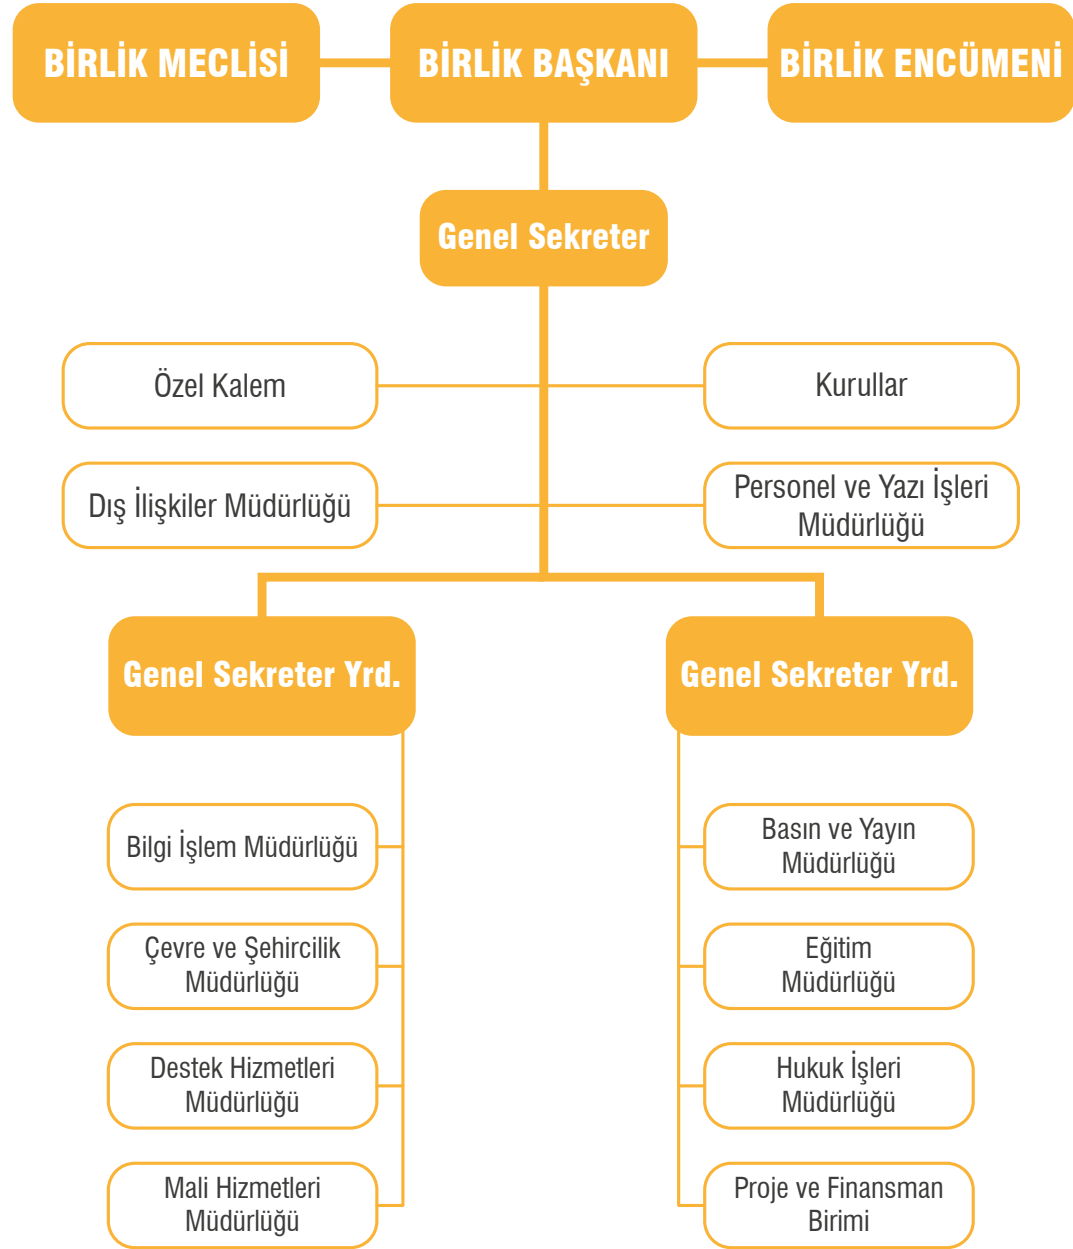 BİRLİK MECLİSİ
BİRLİK BAŞKANI
BİRLİK ENCÜMENİ
Genel Sekreter
Özel Kalem
Kurullar
Dış İlişkiler Müdürlüğü
Personel ve Yazı İşleri
Müdürlüğü
Genel Sekreter Yrd.
Genel Sekreter Yrd.
Bilgi İşlem Müdürlüğü
Çevre ve Şehircilik
Müdürlüğü
Destek Hizmetleri
Müdürlüğü
Mali Hizmetleri
Müdürlüğü
Basın ve Yayın
Müdürlüğü
Eğitim
Müdürlüğü
Hukuk İşleri
Müdürlüğü
Proje ve Finansman
Birimi